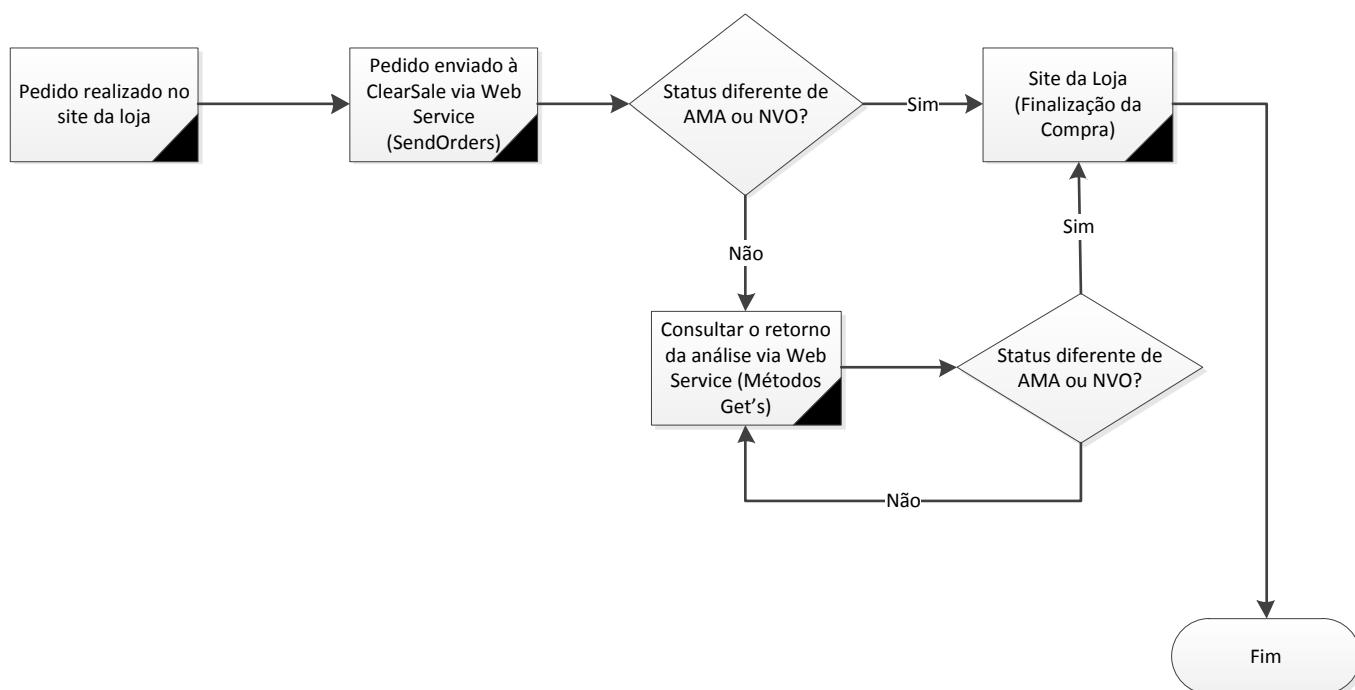 Pedido realizado no
site da loja
Pedido enviado à
ClearSale via Web
Service
(SendOrders)
Status diferente de
AMA ou NVO?
Sim
Site da Loja
(Finalização da
Compra)
Não
Sim
Consultar o retorno
da análise via Web
Service (Métodos
Get’s)
Status diferente de
AMA ou NVO?
Não
Fim